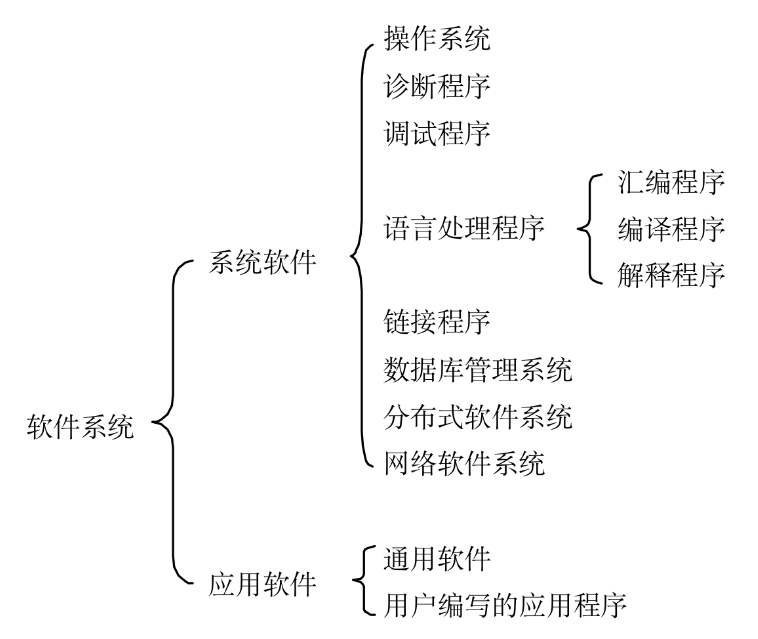 操作系统
诊断程序
调试程序
汇编程序
语言处理程序
编译程序
系统软件
解释程序
链接程序
数据库管理系统
分布式软件系统
软件系统
网络软件系统
通用软件
应用软件
用户编写的应用程序